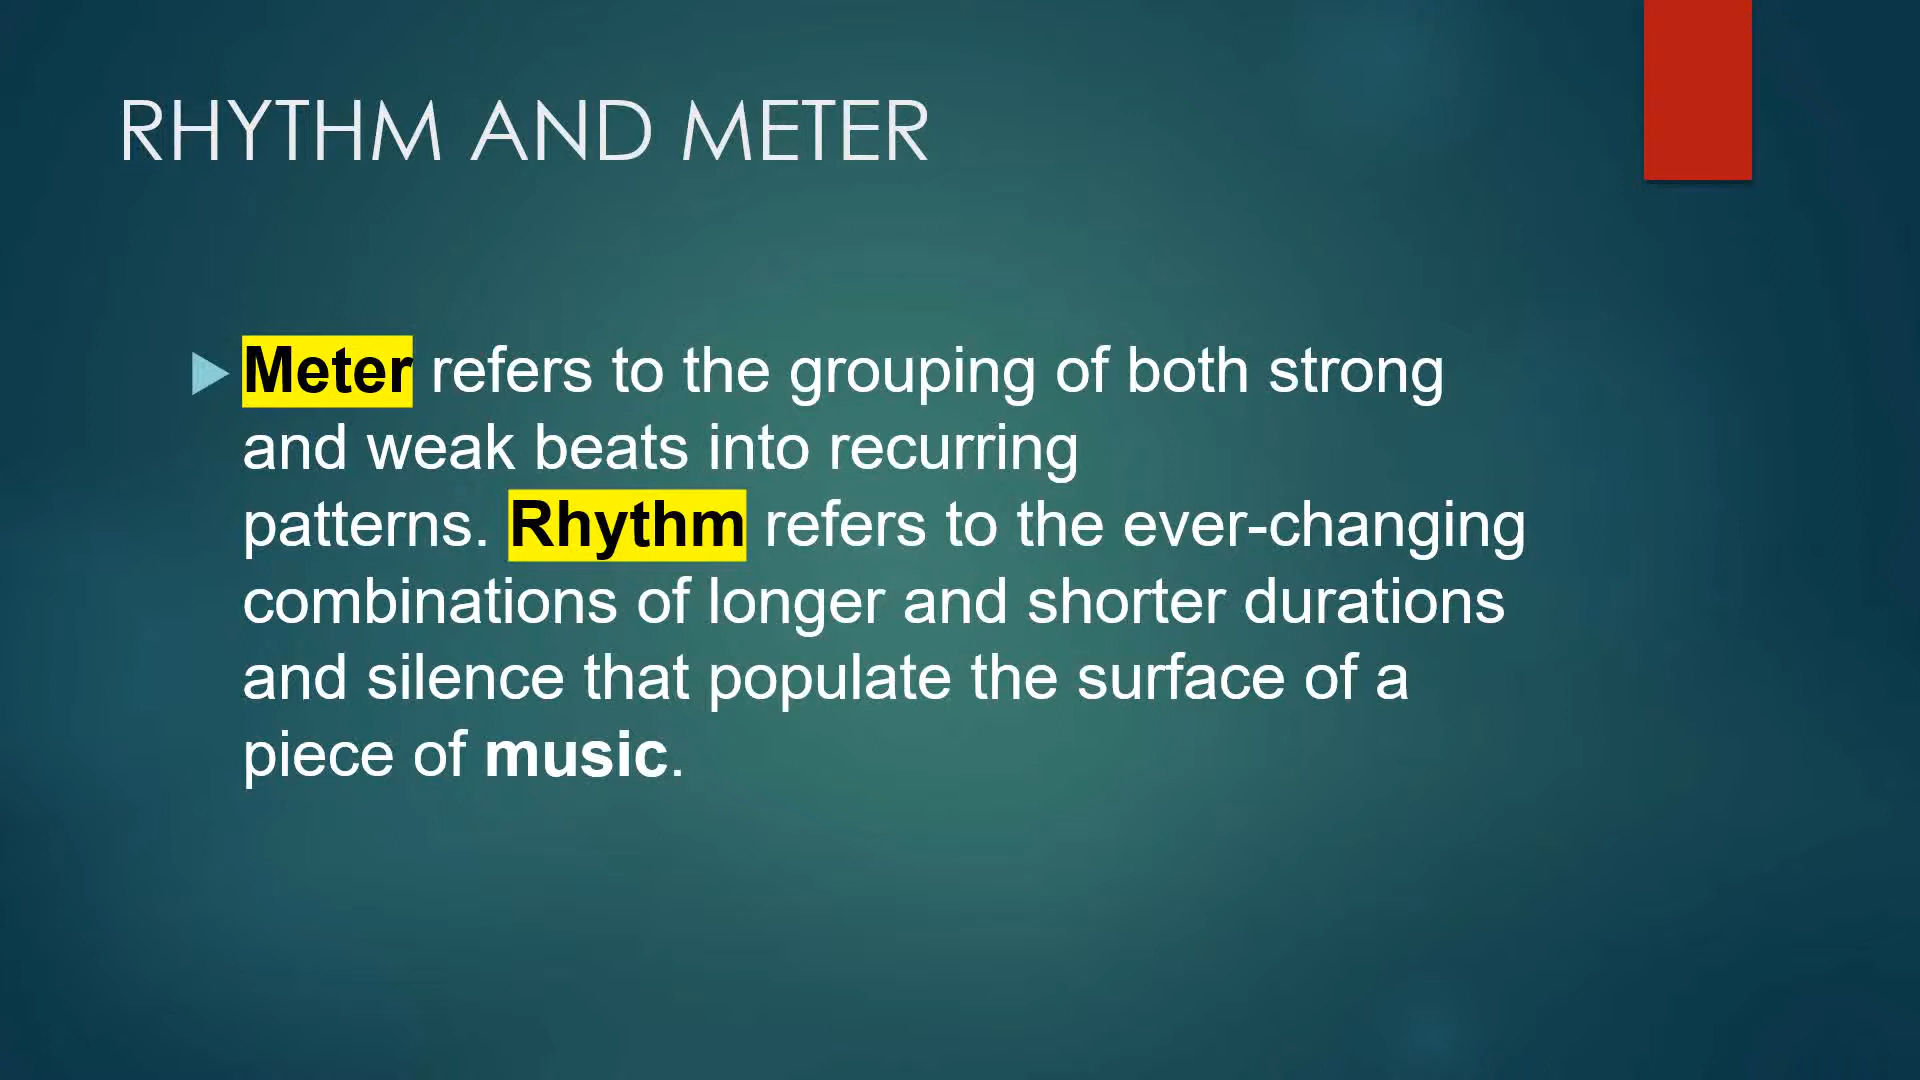 RHYTHM AND METER
Meter refers to the grouping of both strong
and weak beats into recurring
patterns. Rhythm refers to the ever-changing
combinations of longer and shorter durations
and silence that populate the surface of a
piece of music.